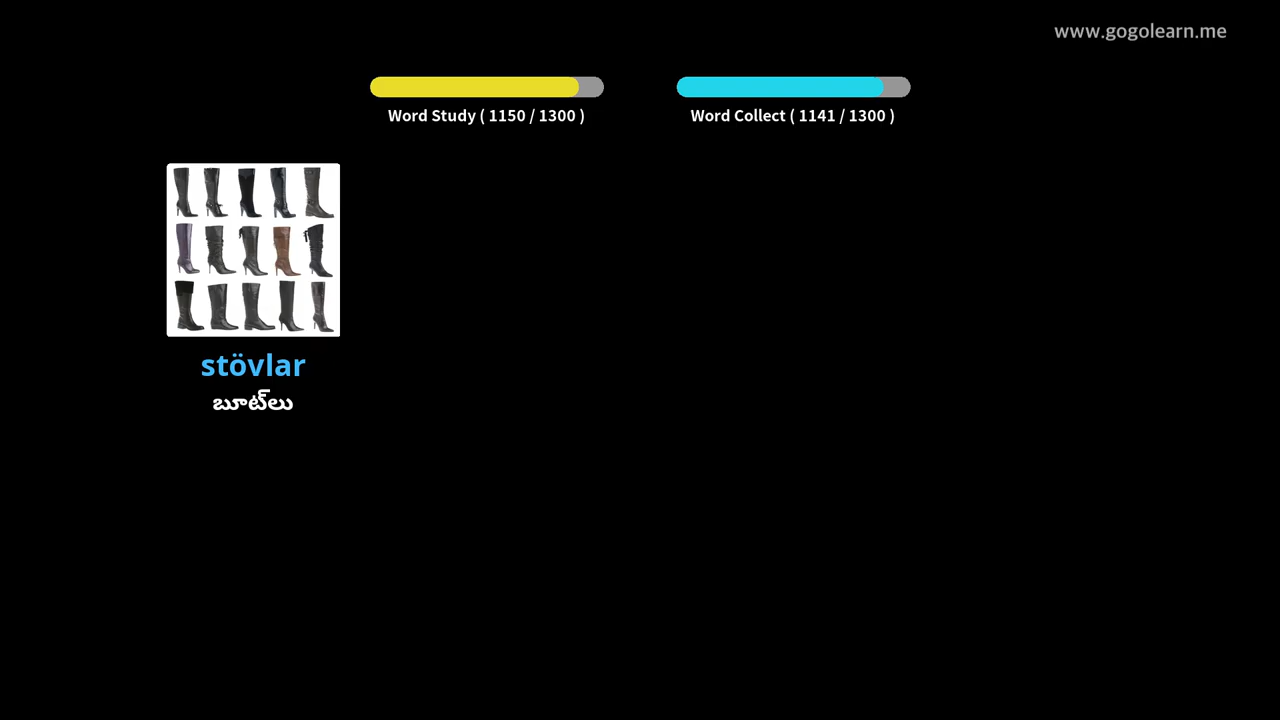 www.gogolearn.me
Word Study ( 1150 / 1300 )
Word Collect ( 1141 / 1300 )
stövlar
బూట్‌లు